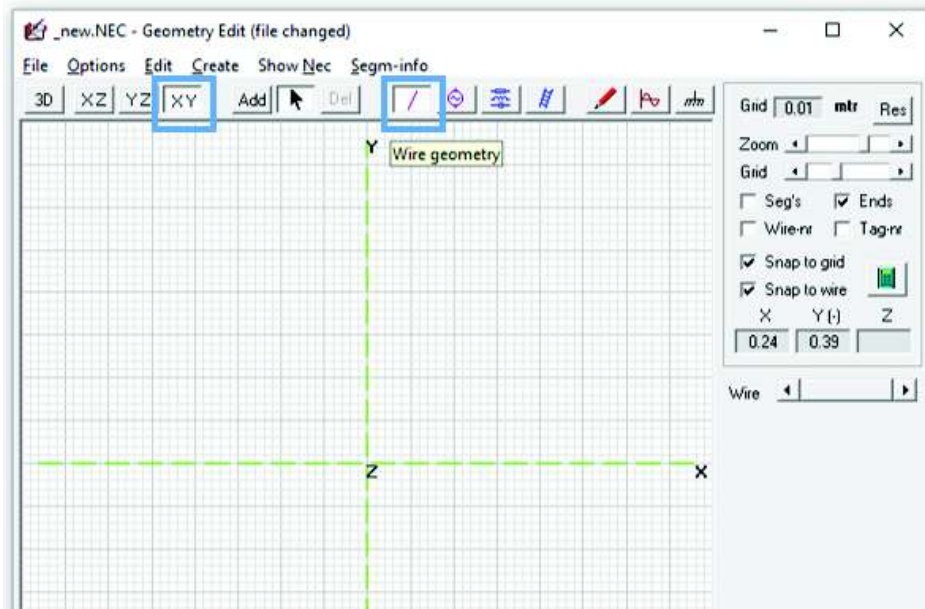 _new.NEC - Geometry Edit (file changed)
File Options Edit Create Show Nec Segm-info
3D XZ YZ XY Add Del
Wire geometry
Y
Z
X
Grid 0.01 mtr Res
Zoom
Grid
Seg's Ends
Wire-nr Tag-nr
Snap to grid
Snap to wire
X Y (-) Z
0.24 0.39
Wire